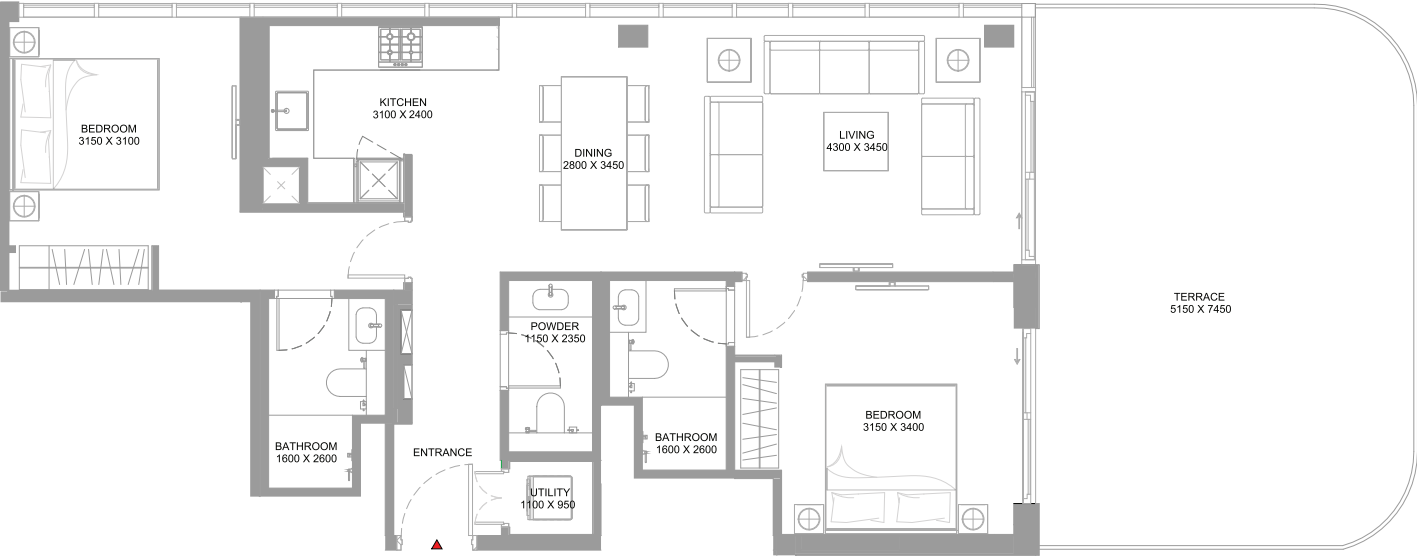 BEDROOM
3150 X 3100
KITCHEN
3100 X 2400
DINING
2800 X 3450
LIVING
4300 X 3450
TERRACE
5150 X 7450
POWDER
1150 X 2350
BATHROOM
1600 X 2600
ENTRANCE
BATHROOM
1600 X 2600
BEDROOM
3150 X 3400
UTILITY
1100 X 950